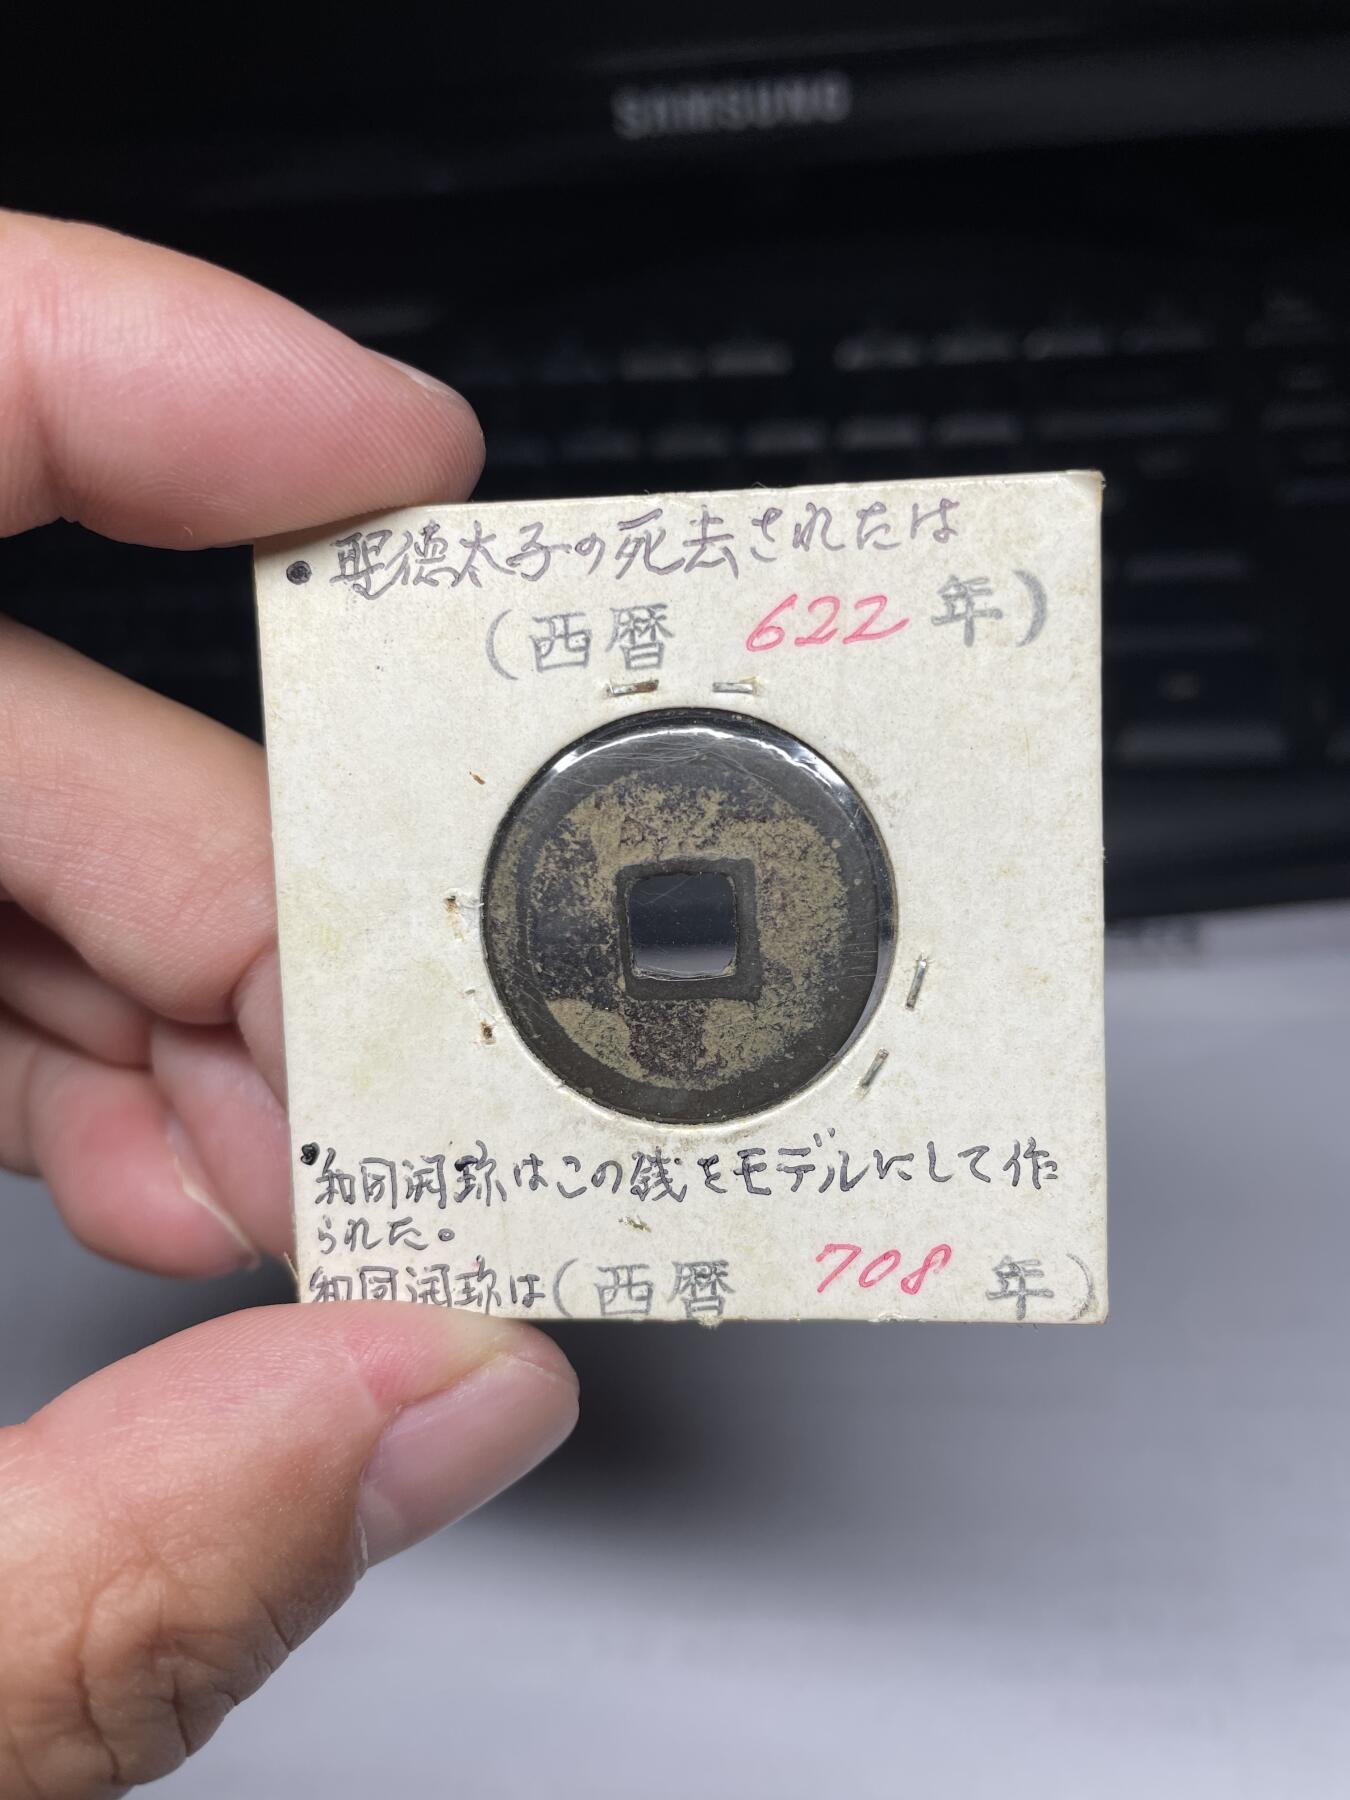 SAMSUNG
• 聖徳太子の死去されたは
(西暦 622 年)
• 和同開珎はこの銭をモデルにして作
られた。
和同開珎は(西暦 708 年)